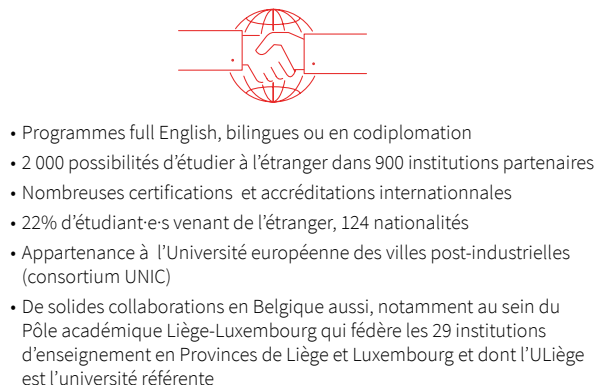 • Programmes full English, bilingues ou en codiplomation
• 2 000 possibilités d'étudier à l'étranger dans 900 institutions partenaires
• Nombreuses certifications et accréditations internationnales
• 22% d'étudiant·e·s venant de l'étranger, 124 nationalités
• Appartenance à l'Université européenne des villes post-industrielles
(consortium UNIC)
• De solides collaborations en Belgique aussi, notamment au sein du
Pôle académique Liège-Luxembourg qui fédère les 29 institutions
d'enseignement en Provinces de Liège et Luxembourg et dont l'ULiège
est l'université référente